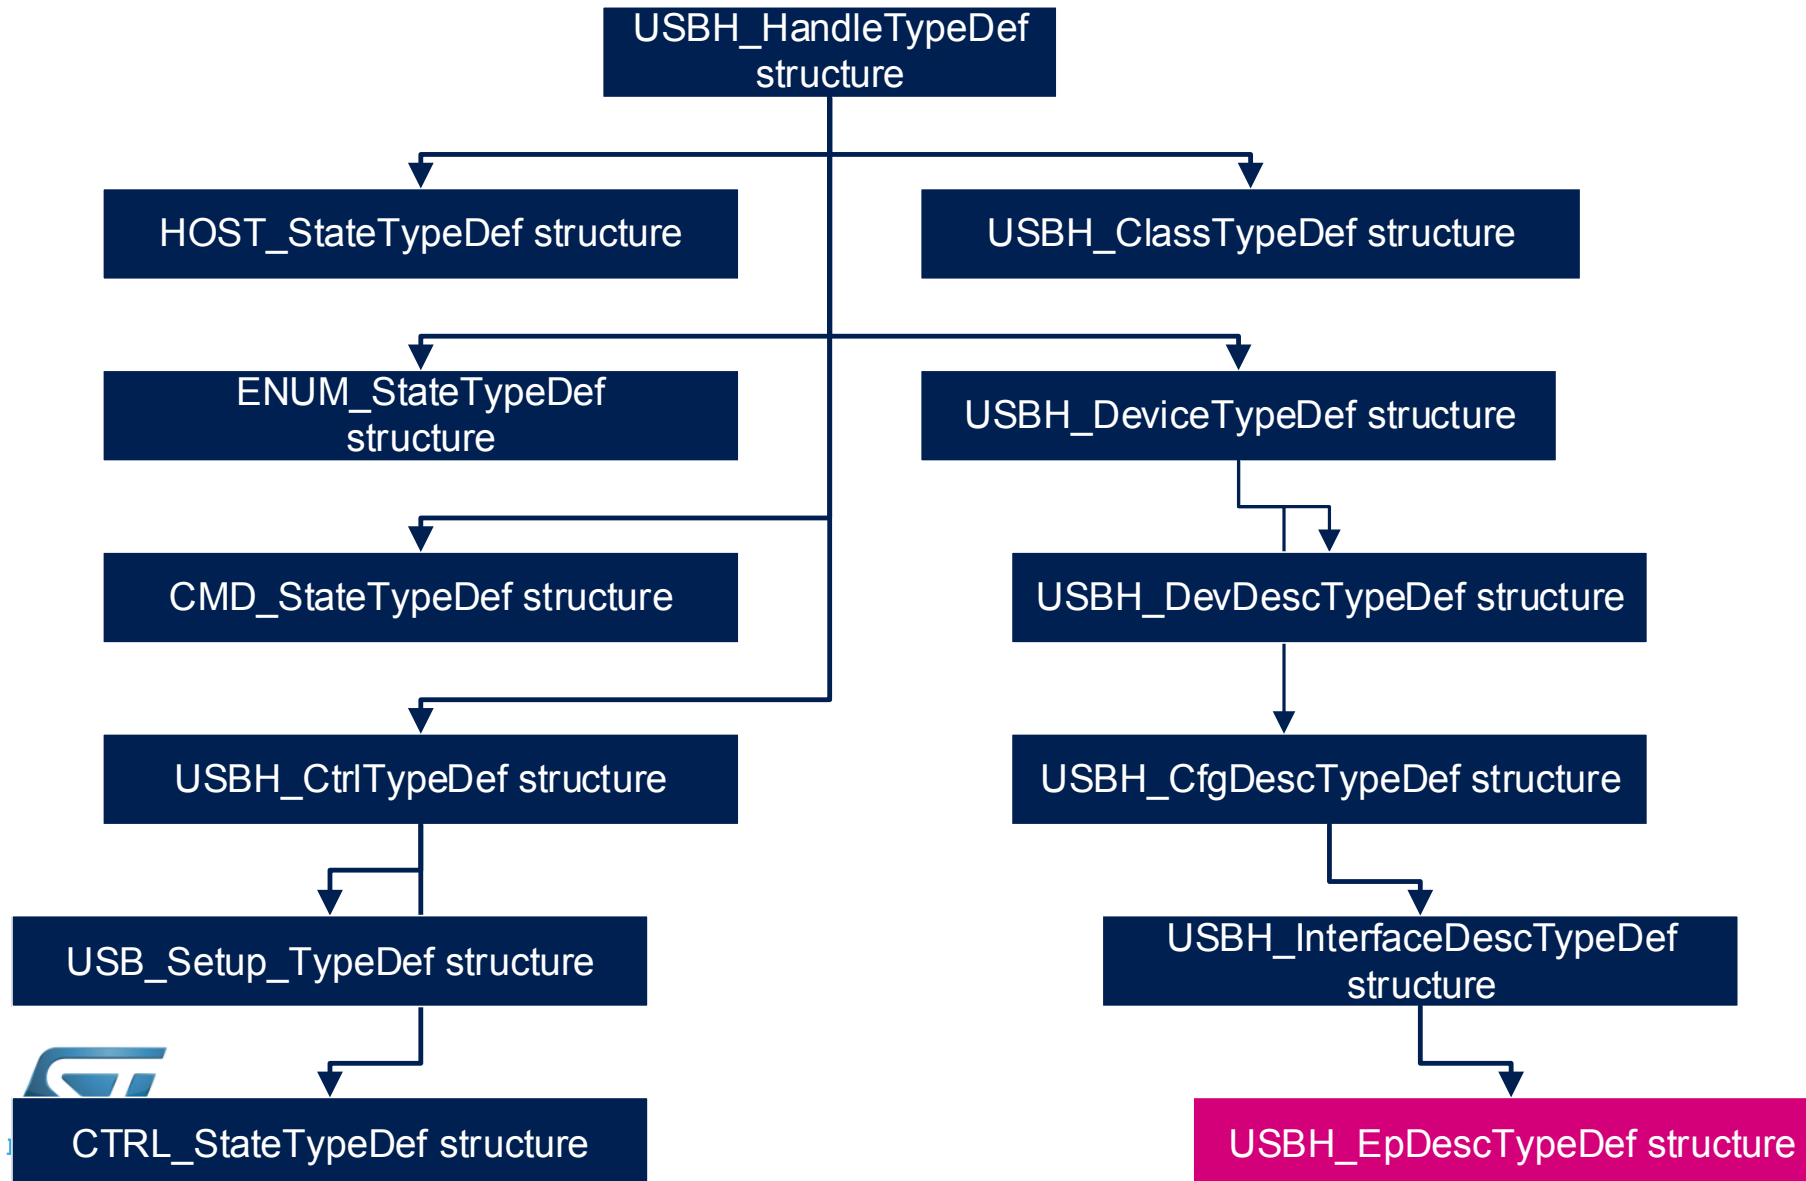 USBH_HandleTypeDef
structure
HOST_StateTypeDef structure
USBH_ClassTypeDef structure
ENUM_StateTypeDef
structure
USBH_DeviceTypeDef structure
CMD_StateTypeDef structure
USBH_DevDescTypeDef structure
USBH_CtrlTypeDef structure
USBH_CfgDescTypeDef structure
USB_Setup_TypeDef structure
USBH_InterfaceDescTypeDef
structure
CTRL_StateTypeDef structure
USBH_EpDescTypeDef structure